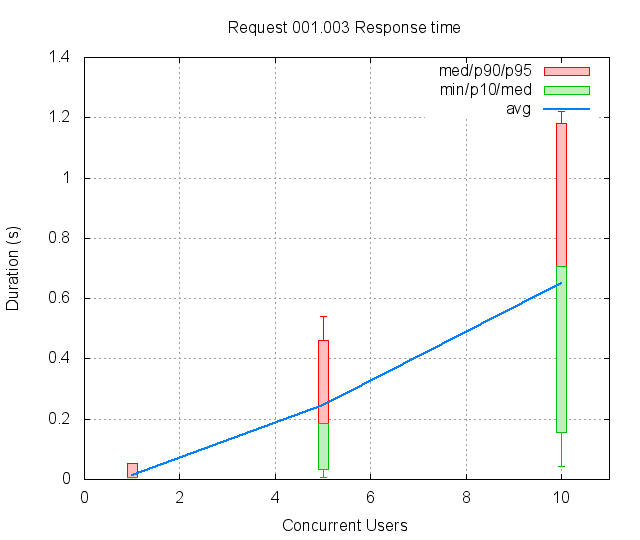 Request 001.003 Response time
med/p90/p95
min/p10/med
avg
1.4
1.2
1
0.8
0.6
0.4
0.2
0
Duration (s)
0 2 4 6 8 10
Concurrent Users